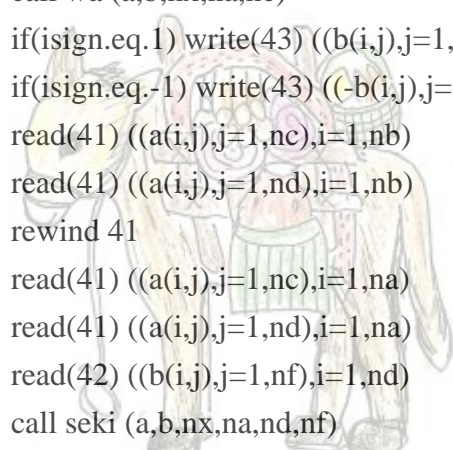 call wa
if(isign.eq.1) write(43) ((b(i,j),j=1,
if(isign.eq.-1) write(43) ((-b(i,j),j=
read(41) ((a(i,j),j=1,nc),i=1,nb)
read(41) ((a(i,j),j=1,nd),i=1,nb)
rewind 41
read(41) ((a(i,j),j=1,nc),i=1,na)
read(41) ((a(i,j),j=1,nd),i=1,na)
read(42) ((b(i,j),j=1,nf),i=1,nd)
call seki (a,b,nx,na,nd,nf)